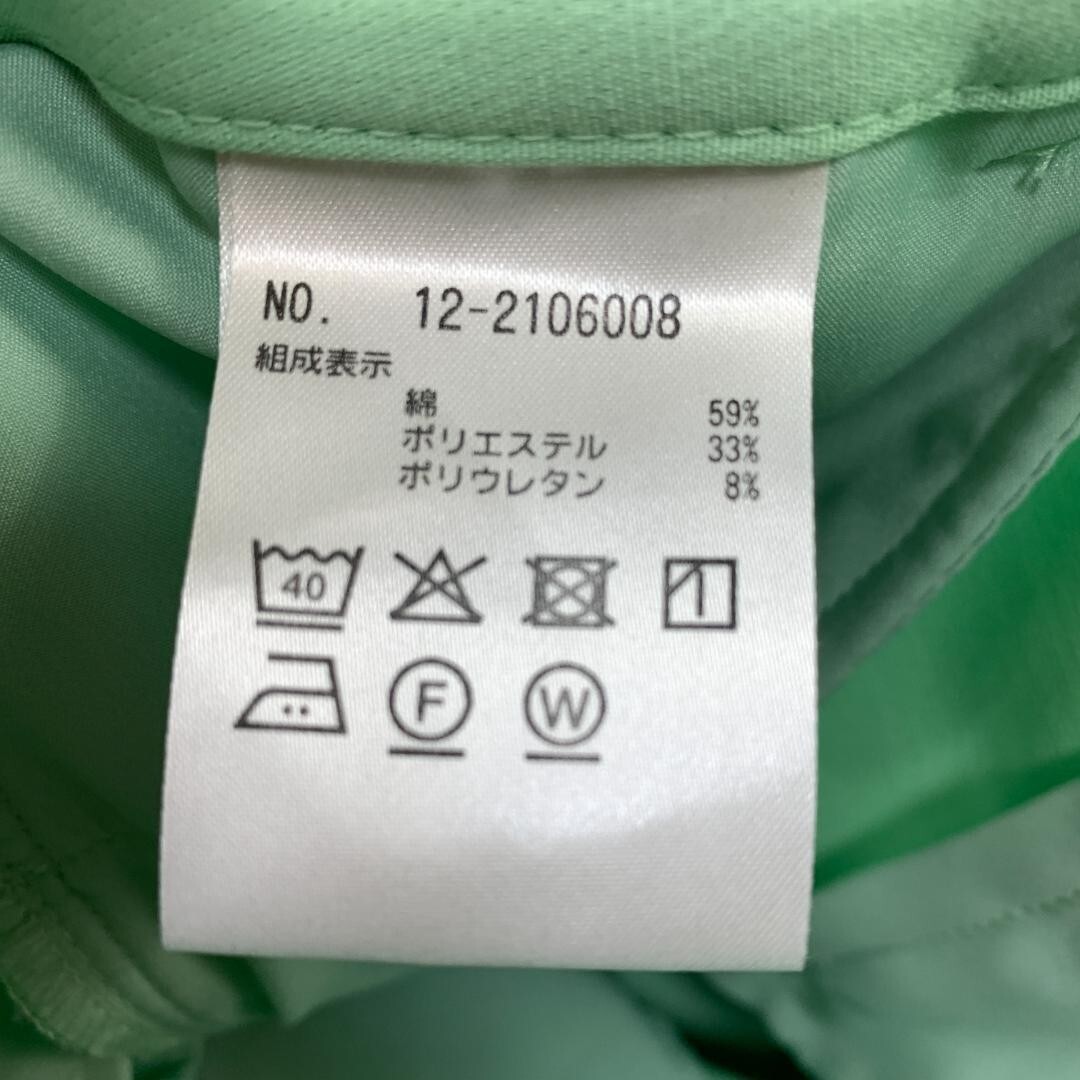 NO. 12-2106008
組成表示
綿 59%
ポリエステル 33%
ポリウレタン 8%
40
F W